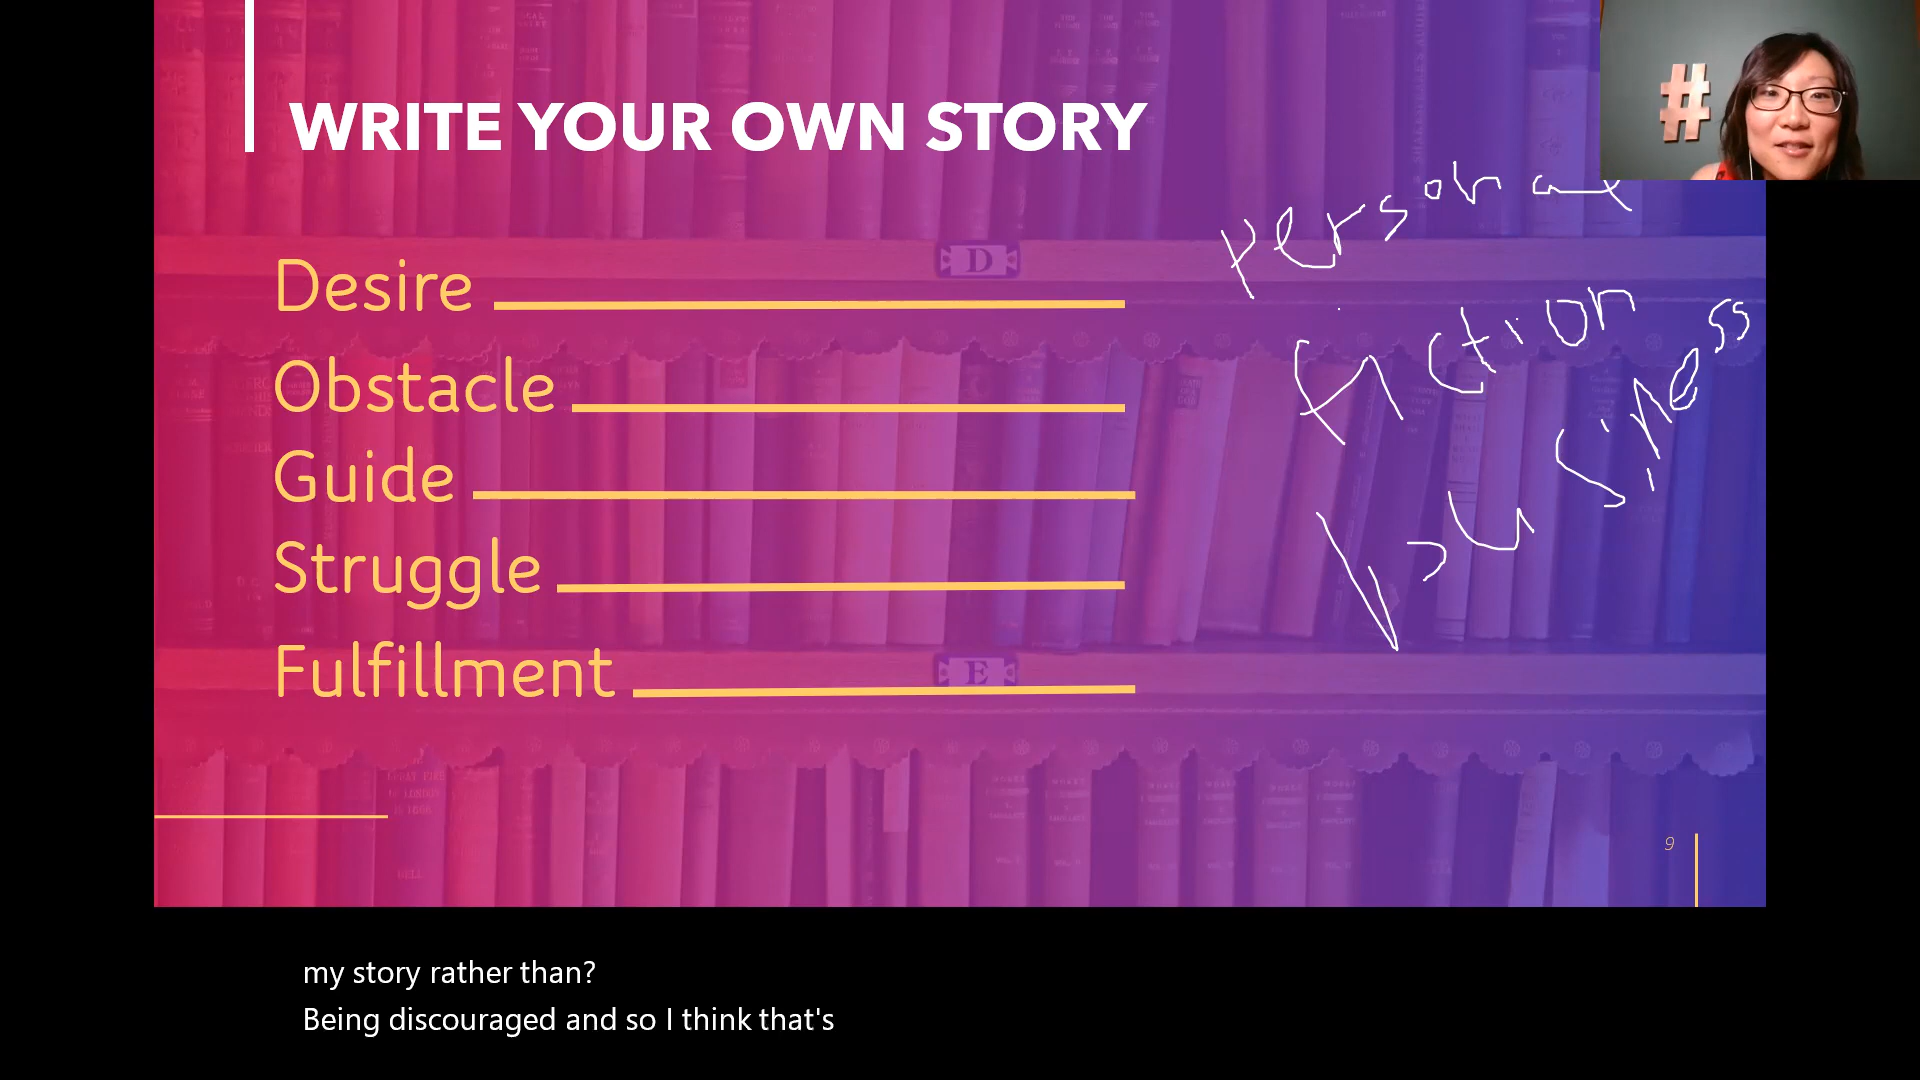 WRITE YOUR OWN STORY
Desire
Obstacle
Guide
Struggle
Fulfillment
personal
fiction
business
D
E
#
9
my story rather than?
Being discouraged and so I think that's